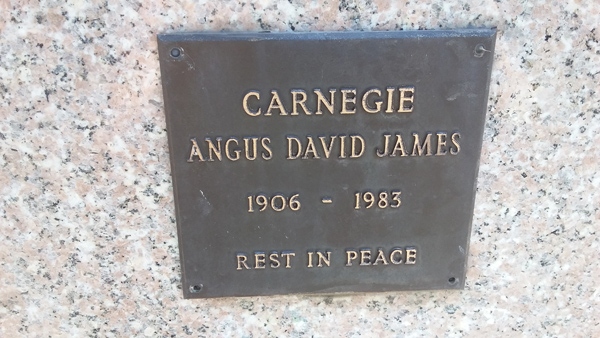 CARNEGIE
ANGUS DAVID JAMES
1906 - 1983
REST IN PEACE